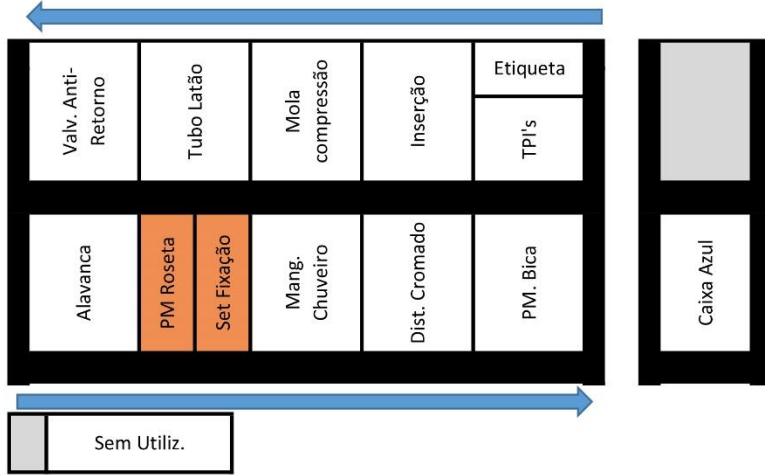 Valv. Anti-
Retorno
Tubo Latão
Mola
compressão
Inserção
Etiqueta
TPI's
Alavanca
PM Roseta
Set Fixação
Mang.
Chuveiro
Dist. Cromado
PM. Bica
Caixa Azul
Sem Utiliz.